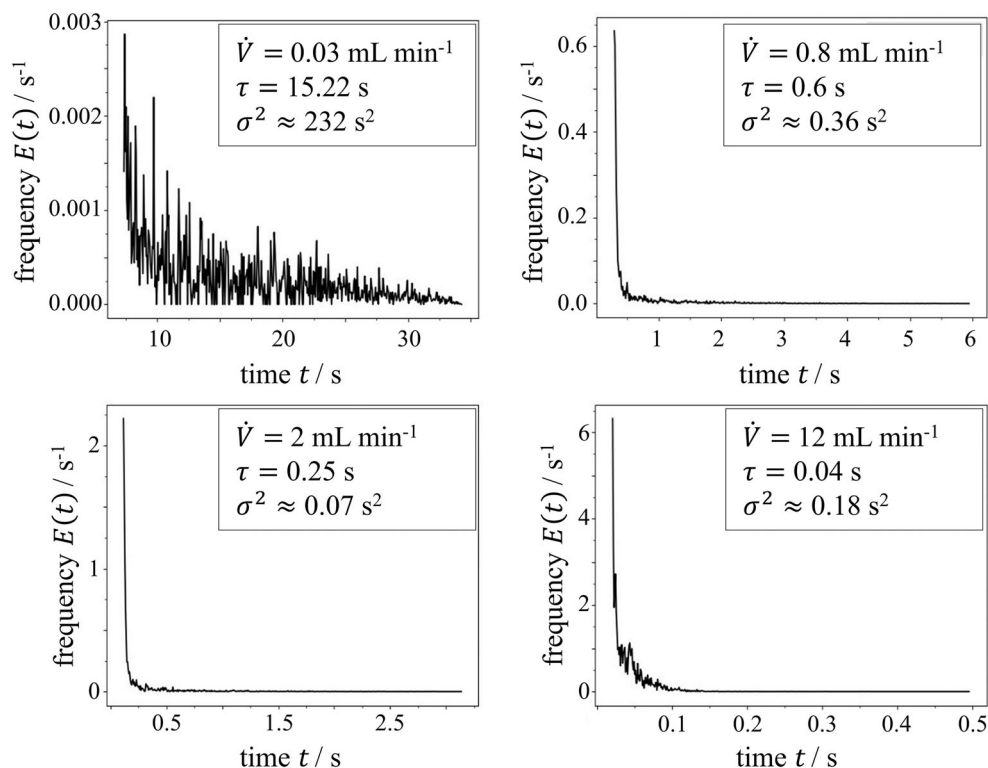 0.003
0.002
0.001
0.000
frequency E(t) / s⁻¹
V̇ = 0.03 mL min⁻¹
τ = 15.22 s
σ² ≈ 232 s²
10 20 30
time t / s
0.6
0.4
0.2
0.0
frequency E(t) / s⁻¹
V̇ = 0.8 mL min⁻¹
τ = 0.6 s
σ² ≈ 0.36 s²
1 2 3 4 5 6
time t / s
2
1
0
frequency E(t) / s⁻¹
V̇ = 2 mL min⁻¹
τ = 0.25 s
σ² ≈ 0.07 s²
0.5 1.5 2.5
time t / s
6
4
2
0
frequency E(t) / s⁻¹
V̇ = 12 mL min⁻¹
τ = 0.04 s
σ² ≈ 0.18 s²
0.1 0.2 0.3 0.4 0.5
time t / s